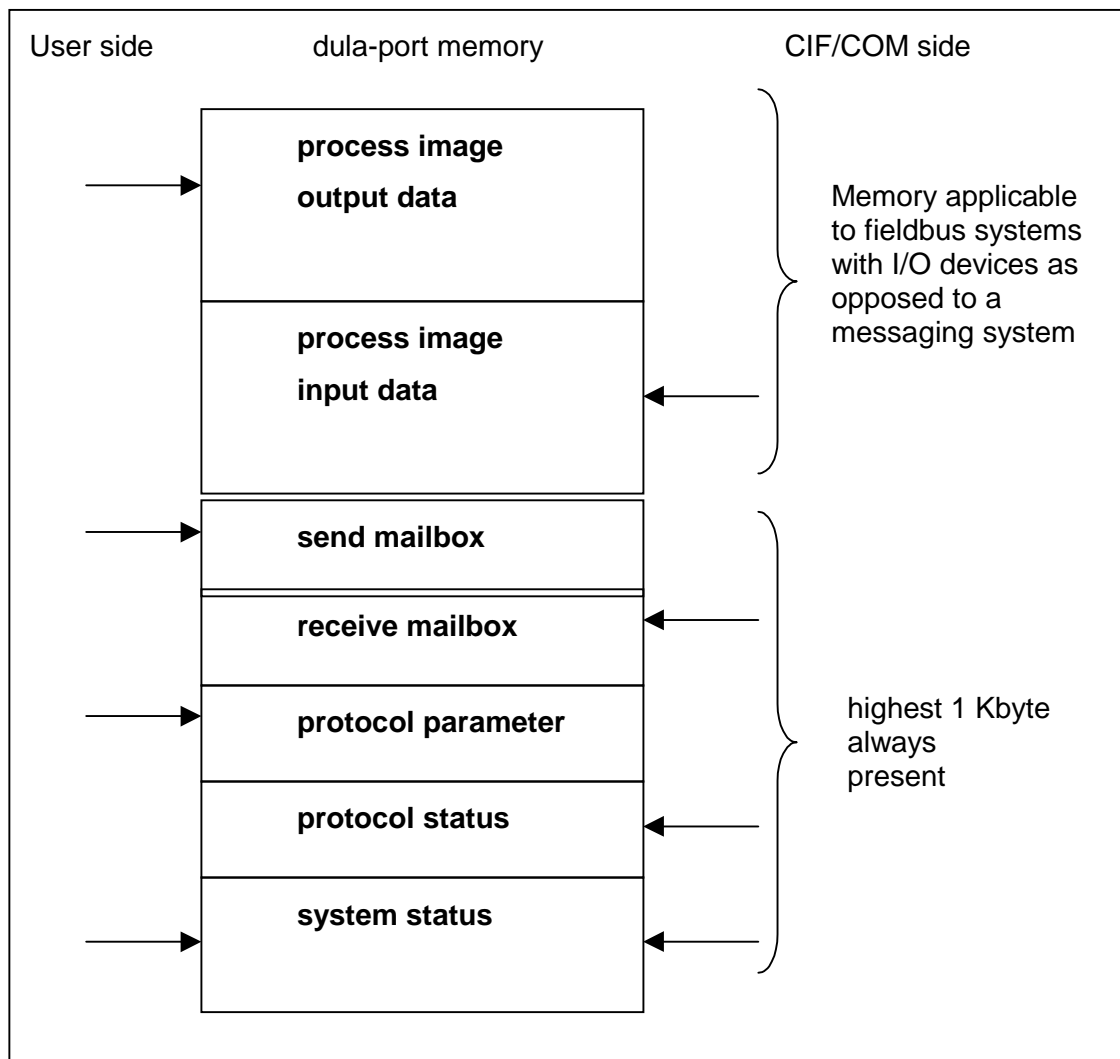 User side
dula-port memory
CIF/COM side
process image
output data
Memory applicable
to fieldbus systems
with I/O devices as
opposed to a
messaging system
process image
input data
send mailbox
receive mailbox
protocol parameter
highest 1 Kbyte
always
present
protocol status
system status